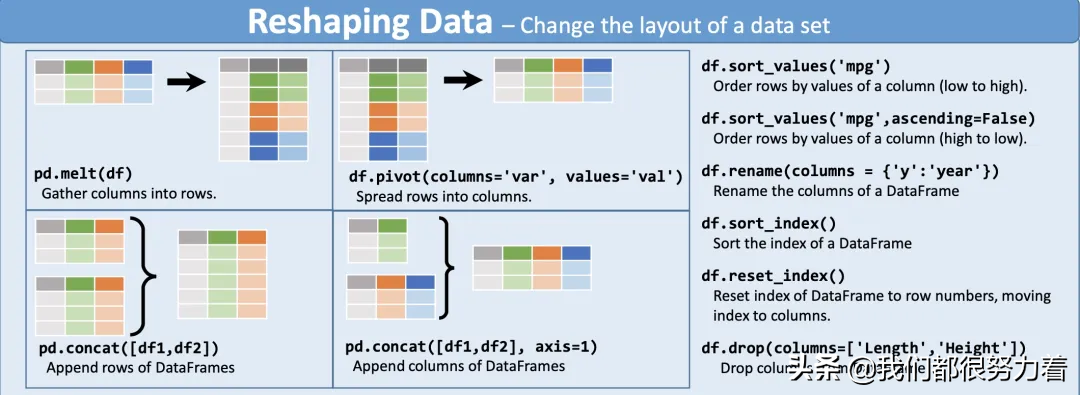 Reshaping Data – Change the layout of a data set
pd.melt(df)
Gather columns into rows.
df.pivot(columns='var', values='val')
Spread rows into columns.
pd.concat([df1,df2])
Append rows of DataFrames
pd.concat([df1,df2], axis=1)
Append columns of DataFrames
df.sort_values('mpg')
Order rows by values of a column (low to high).
df.sort_values('mpg',ascending=False)
Order rows by values of a column (high to low).
df.rename(columns = {'y':'year'})
Rename the columns of a DataFrame
df.sort_index()
Sort the index of a DataFrame
df.reset_index()
Reset index of DataFrame to row numbers, moving
index to columns.
df.drop(columns=['Length','Height'])
Drop
头条 @我们都很努力着